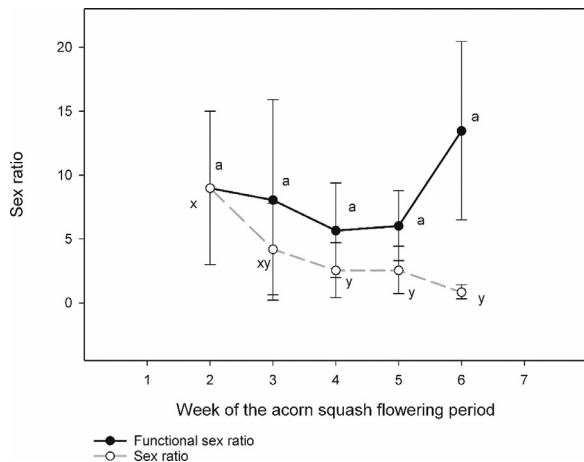 20
15
10
5
0
Sex ratio
a
a
a
a
a
x
xy
y
y
y
1 2 3 4 5 6 7
Week of the acorn squash flowering period
Functional sex ratio
Sex ratio